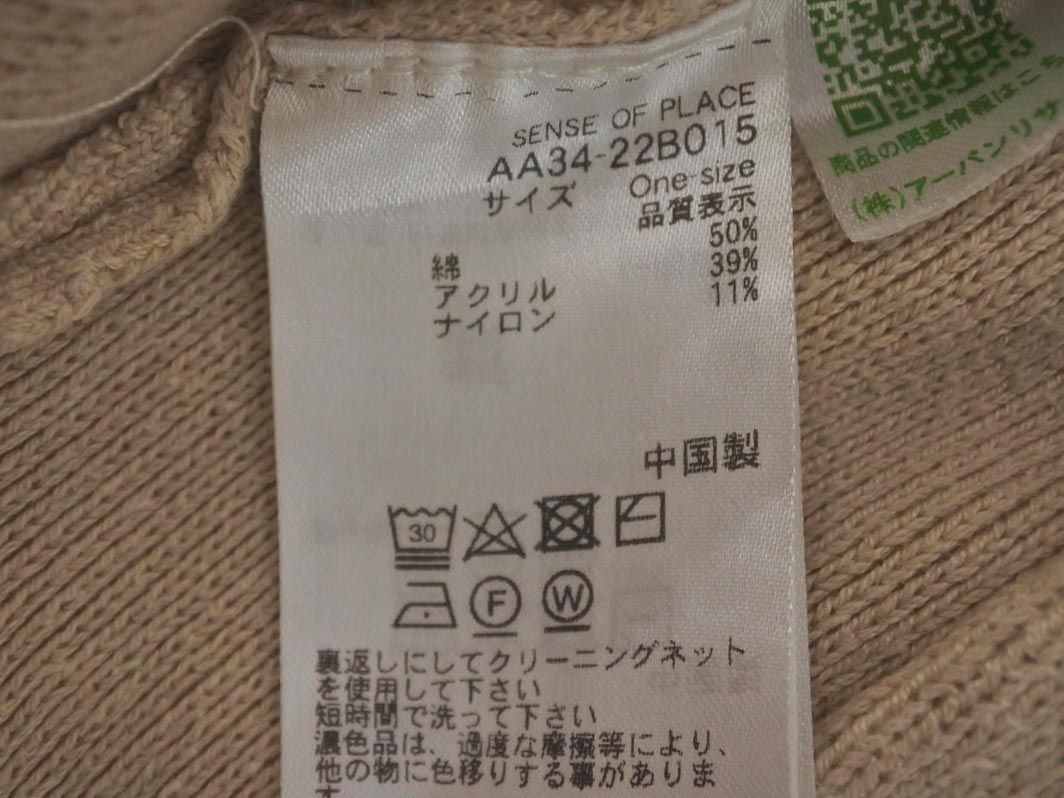 SENSE OF PLACE
AA34-22B015
サイズ One-size
品質表示
綿 50%
アクリル 39%
ナイロン 11%
中国製
30
F W
裏返しにしてクリーニングネット
を使用して下さい
短時間で洗って下さい
濃色品は、過度な摩擦等により、
他の物に色移りする事がありま
す
商品の関連情報はこち
(株)アーバンリサ